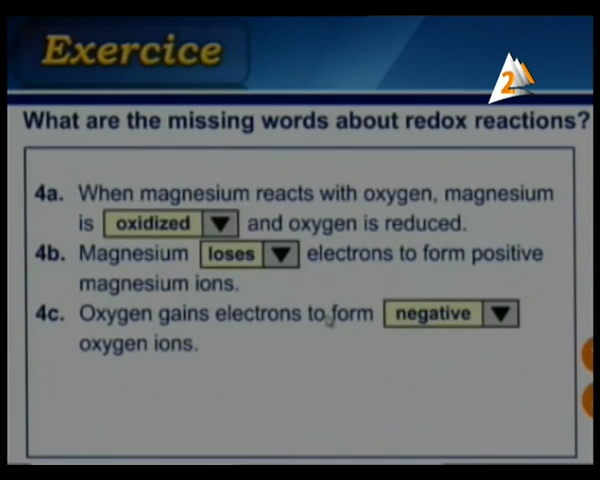 Exercice
2
What are the missing words about redox reactions?
4a. When magnesium reacts with oxygen, magnesium
is oxidized and oxygen is reduced.
4b. Magnesium loses electrons to form positive
magnesium ions.
4c. Oxygen gains electrons to form negative
oxygen ions.